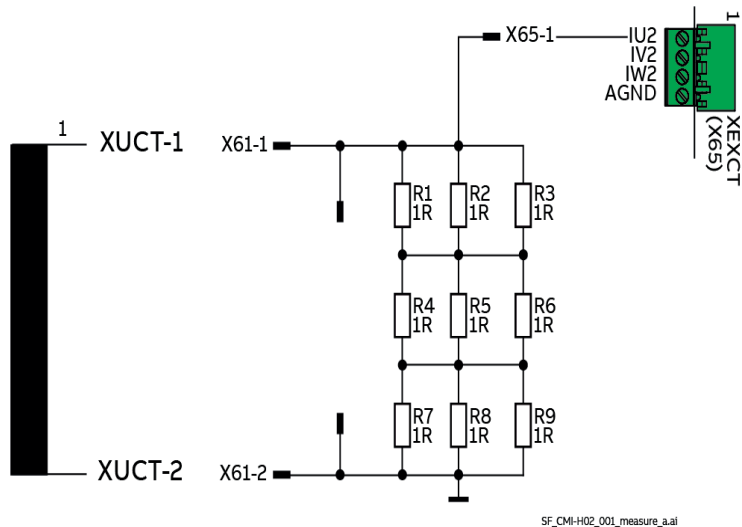 1
X65-1
IU2
IV2
IW2
AGND
XEXCT
(X65)
1
XUCT-1
X61-1
R1
1R
R2
1R
R3
1R
R4
1R
R5
1R
R6
1R
R7
1R
R8
1R
R9
1R
XUCT-2
X61-2
SF_CMI-H02_001_measure_a.ai